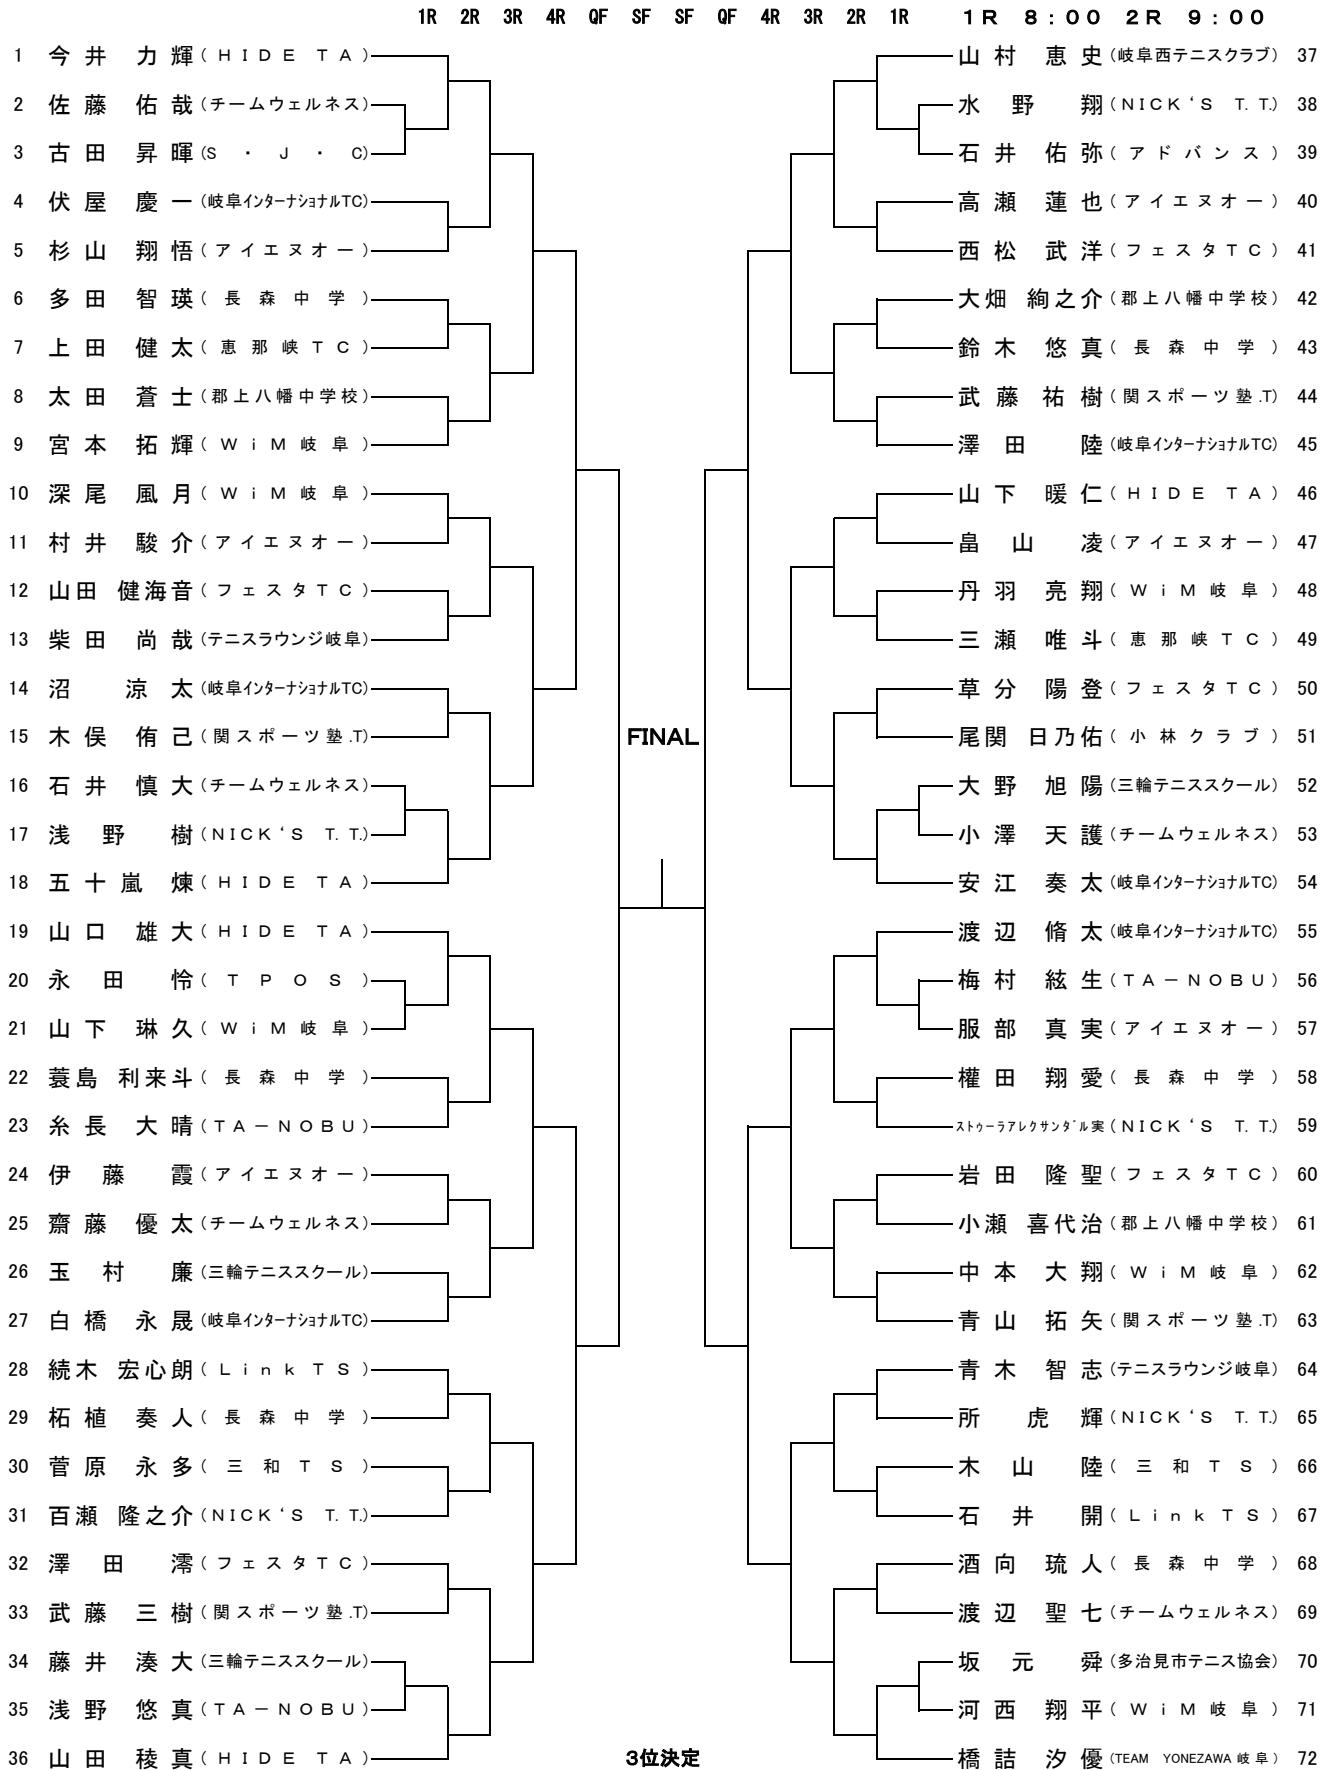 1R 2R 3R 4R QF SF SF QF 4R 3R 2R 1R 1R 8:00 2R 9:00
1 今井 力輝 (HIDE TA) 山村 恵史 (岐阜西テニスクラブ) 37
2 佐藤 佑哉 (チームウェルネス) 水野 翔 (NICK‘S T.T.) 38
3 古田 昇暉 (S・J・C) 石井 佑弥 (アドバンス) 39
4 伏屋 慶一 (岐阜インターナショナルTC) 高瀬 蓮也 (アイエヌオー) 40
5 杉山 翔悟 (アイエヌオー) 西松 武洋 (フェスタTC) 41
6 多田 智瑛 (長森中学) 大畑 絢之介 (郡上八幡中学校) 42
7 上田 健太 (恵那峡TC) 鈴木 悠真 (長森中学) 43
8 太田 蒼士 (郡上八幡中学校) 武藤 祐樹 (関スポーツ塾.T) 44
9 宮本 拓輝 (WiM岐阜) 澤田 陸 (岐阜インターナショナルTC) 45
10 深尾 風月 (WiM岐阜) 山下 暖仁 (HIDE TA) 46
11 村井 駿介 (アイエヌオー) 畠山 凌 (アイエヌオー) 47
12 山田 健海音 (フェスタTC) 丹羽 亮翔 (WiM岐阜) 48
13 柴田 尚哉 (テニスラウンジ岐阜) 三瀬 唯斗 (恵那峡TC) 49
14 沼 涼太 (岐阜インターナショナルTC) 草分 陽登 (フェスタTC) 50
15 木俣 侑己 (関スポーツ塾.T) FINAL 尾関 日乃佑 (小林クラブ) 51
16 石井 慎大 (チームウェルネス) 大野 旭陽 (三輪テニススクール) 52
17 浅野 樹 (NICK‘S T.T.) 小澤 天護 (チームウェルネス) 53
18 五十嵐 煉 (HIDE TA) 安江 奏太 (岐阜インターナショナルTC) 54
19 山口 雄大 (HIDE TA) 渡辺 脩太 (岐阜インターナショナルTC) 55
20 永田 怜 (TPOS) 梅村 絃生 (TA－NOBU) 56
21 山下 琳久 (WiM岐阜) 服部 真実 (アイエヌオー) 57
22 蓑島 利来斗 (長森中学) 權田 翔愛 (長森中学) 58
23 糸長 大晴 (TA－NOBU) ストゥーラアレクサンダル実 (NICK‘S T.T.) 59
24 伊藤 霞 (アイエヌオー) 岩田 隆聖 (フェスタTC) 60
25 齋藤 優太 (チームウェルネス) 小瀬 喜代治 (郡上八幡中学校) 61
26 玉村 廉 (三輪テニススクール) 中本 大翔 (WiM岐阜) 62
27 白橋 永晟 (岐阜インターナショナルTC) 青山 拓矢 (関スポーツ塾.T) 63
28 続木 宏心朗 (Link TS) 青木 智志 (テニスラウンジ岐阜) 64
29 柘植 奏人 (長森中学) 所 虎輝 (NICK‘S T.T.) 65
30 菅原 永多 (三和TS) 木山 陸 (三和TS) 66
31 百瀬 隆之介 (NICK‘S T.T.) 石井 開 (Link TS) 67
32 澤田 澪 (フェスタTC) 酒向 琉人 (長森中学) 68
33 武藤 三樹 (関スポーツ塾.T) 渡辺 聖七 (チームウェルネス) 69
34 藤井 湊大 (三輪テニススクール) 坂元 舜 (多治見市テニス協会) 70
35 浅野 悠真 (TA－NOBU) 河西 翔平 (WiM岐阜) 71
36 山田 稜真 (HIDE TA) 3位決定 橋詰 汐優 (TEAM YONEZAWA 岐阜) 72